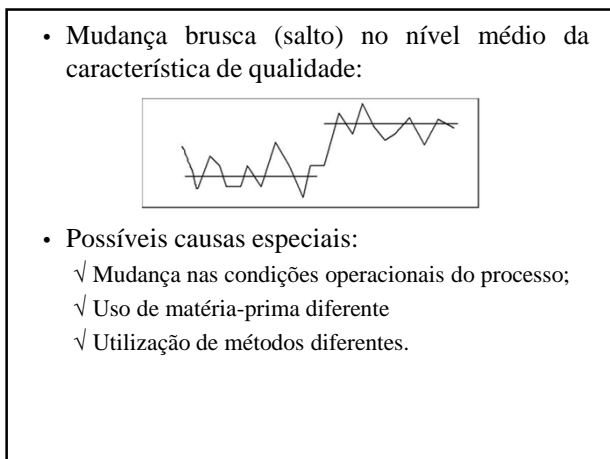 • Mudança brusca (salto) no nível médio da
característica de qualidade:
• Possíveis causas especiais:
√ Mudança nas condições operacionais do processo;
√ Uso de matéria-prima diferente
√ Utilização de métodos diferentes.